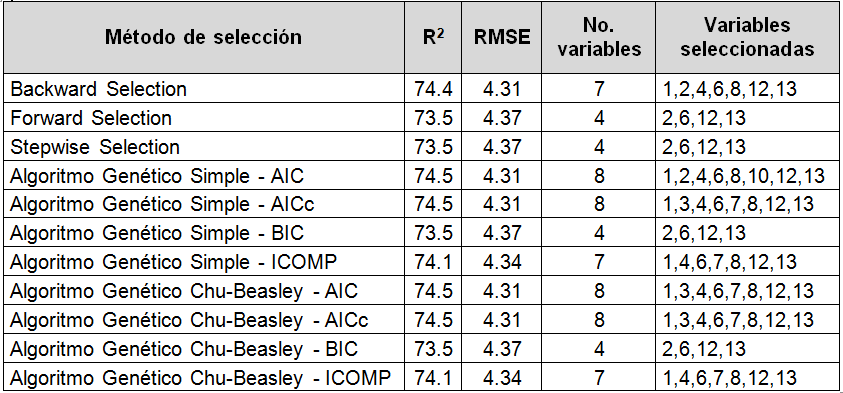 Método de selección R² RMSE No. variables Variables seleccionadas
Backward Selection 74.4 4.31 7 1,2,4,6,8,12,13
Forward Selection 73.5 4.37 4 2,6,12,13
Stepwise Selection 73.5 4.37 4 2,6,12,13
Algoritmo Genético Simple - AIC 74.5 4.31 8 1,2,4,6,8,10,12,13
Algoritmo Genético Simple - AICc 74.5 4.31 8 1,3,4,6,7,8,12,13
Algoritmo Genético Simple - BIC 73.5 4.37 4 2,6,12,13
Algoritmo Genético Simple - ICOMP 74.1 4.34 7 1,4,6,7,8,12,13
Algoritmo Genético Chu-Beasley - AIC 74.5 4.31 8 1,3,4,6,7,8,12,13
Algoritmo Genético Chu-Beasley - AICc 74.5 4.31 8 1,3,4,6,7,8,12,13
Algoritmo Genético Chu-Beasley - BIC 73.5 4.37 4 2,6,12,13
Algoritmo Genético Chu-Beasley - ICOMP 74.1 4.34 7 1,4,6,7,8,12,13